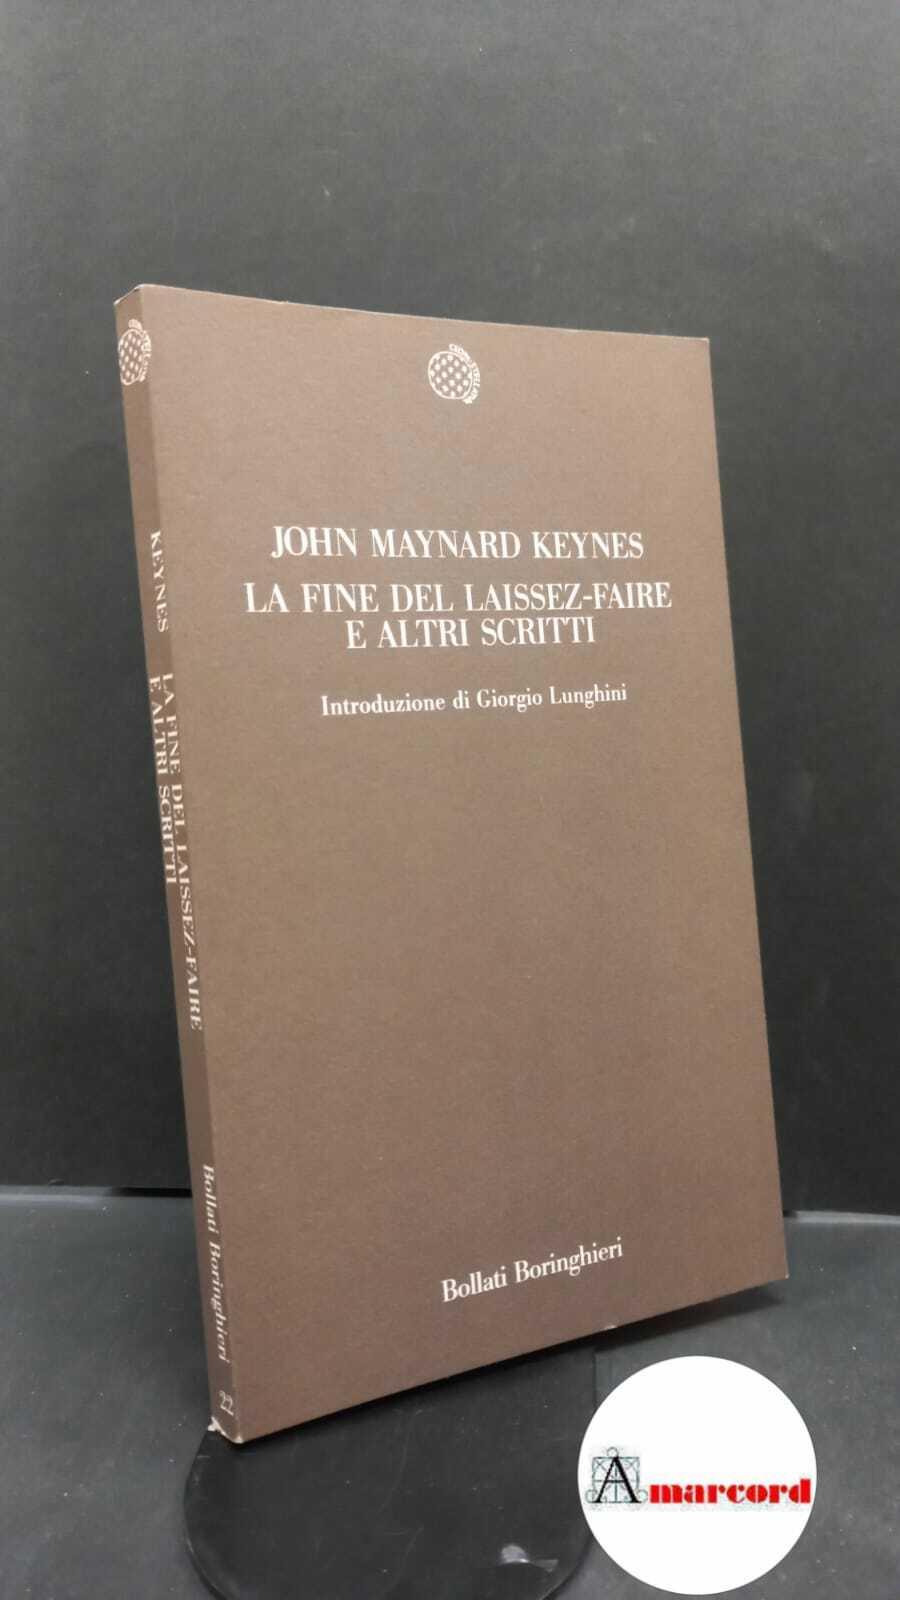 JOHN MAYNARD KEYNES
LA FINE DEL LAISSEZ-FAIRE
E ALTRI SCRITTI
Introduzione di Giorgio Lunghini
Bollati Boringhieri
KEYNES LA FINE DEL LAISSEZ-FAIRE
E ALTRI SCRITTI
Bollati Boringhieri
22
Amarcord